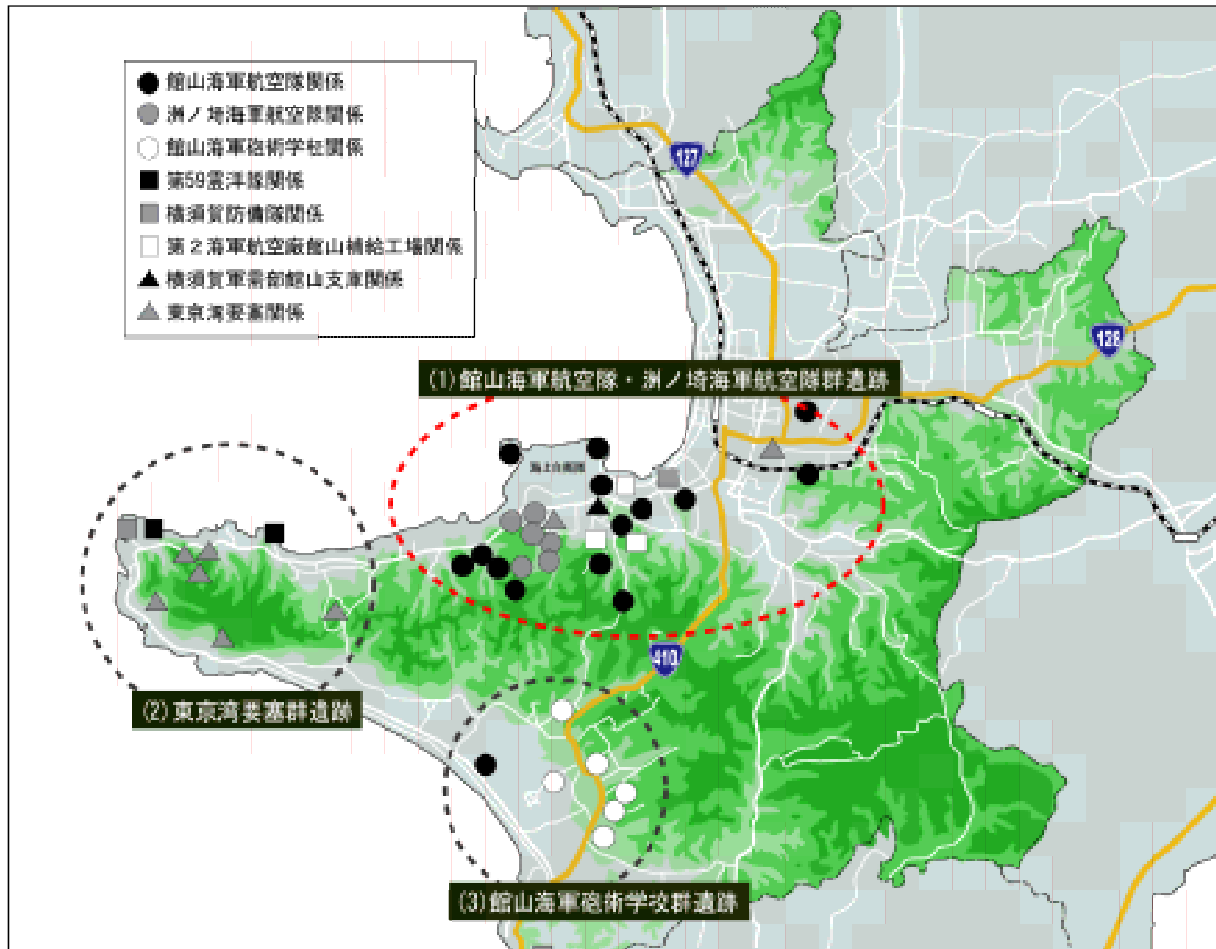 館山海軍航空隊関係
洲ノ埼海軍航空隊関係
館山海軍砲術学校関係
第59震洋隊関係
横須賀防備隊関係
第2海軍航空廠館山補給工場関係
横須賀軍需部館山支庫関係
東京湾要塞関係
127
128
(1)館山海軍航空隊・洲ノ埼海軍航空隊群遺跡
海上自衛隊
410
(2)東京湾要塞群遺跡
(3)館山海軍砲術学校群遺跡